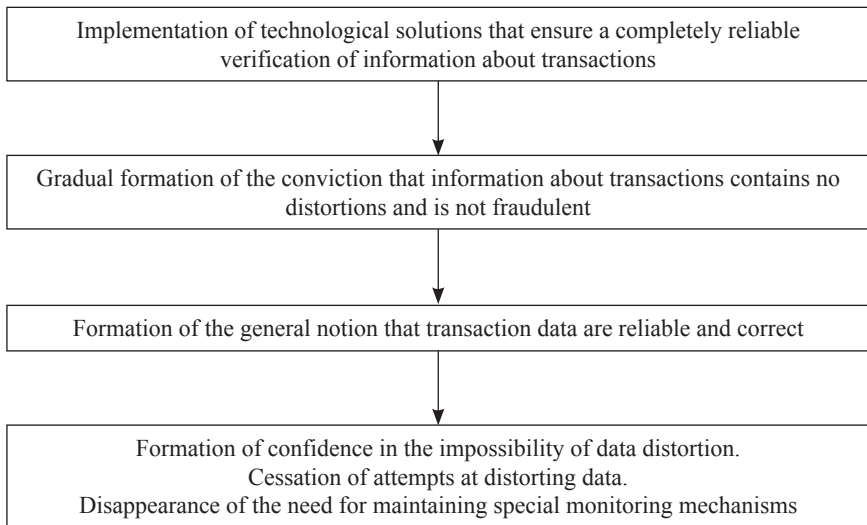 Implementation of technological solutions that ensure a completely reliable
verification of information about transactions
Gradual formation of the conviction that information about transactions contains no
distortions and is not fraudulent
Formation of the general notion that transaction data are reliable and correct
Formation of confidence in the impossibility of data distortion.
Cessation of attempts at distorting data.
Disappearance of the need for maintaining special monitoring mechanisms